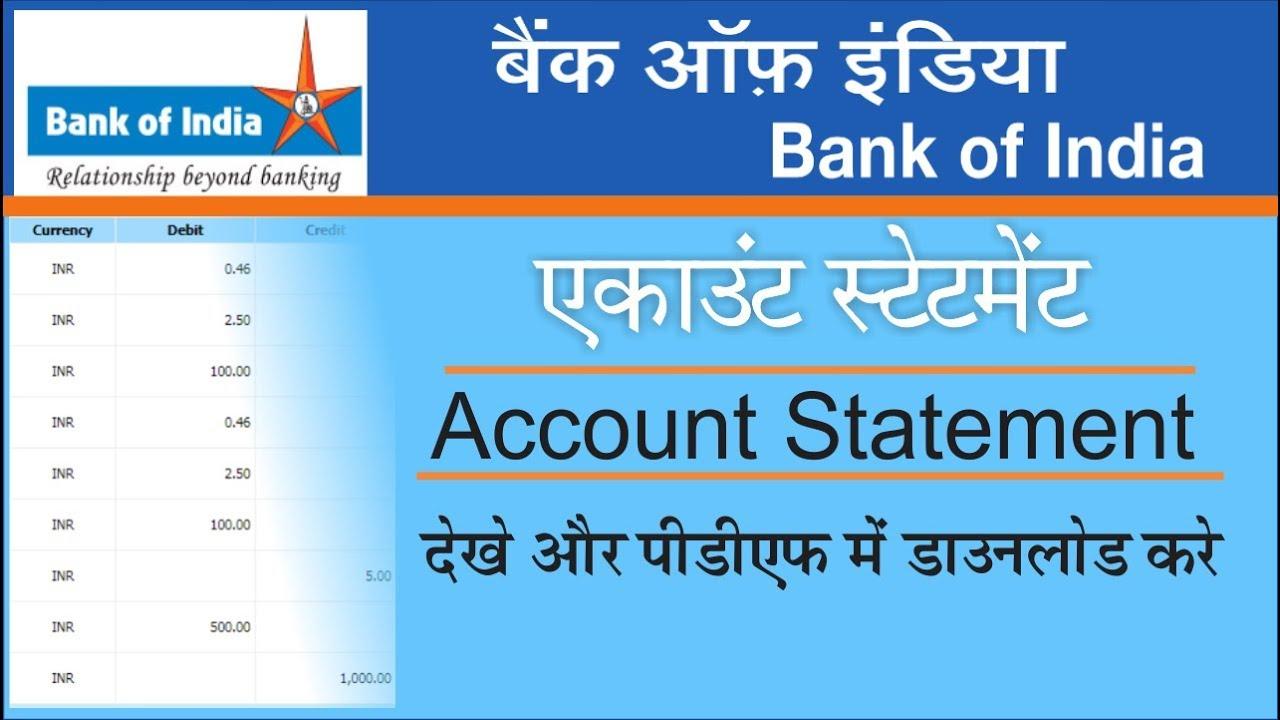 बैंक ऑफ़ इंडिया
Bank of India
Bank of India
Relationship beyond banking
Currency Debit Credit
INR 0.46
INR 2.50
INR 100.00
INR 0.46
INR 2.50
INR 100.00
INR 5.00
INR 500.00
INR 1,000.00
एकाउंट स्टेटमेंट
Account Statement
देखे और पीडीएफ में डाउनलोड करे